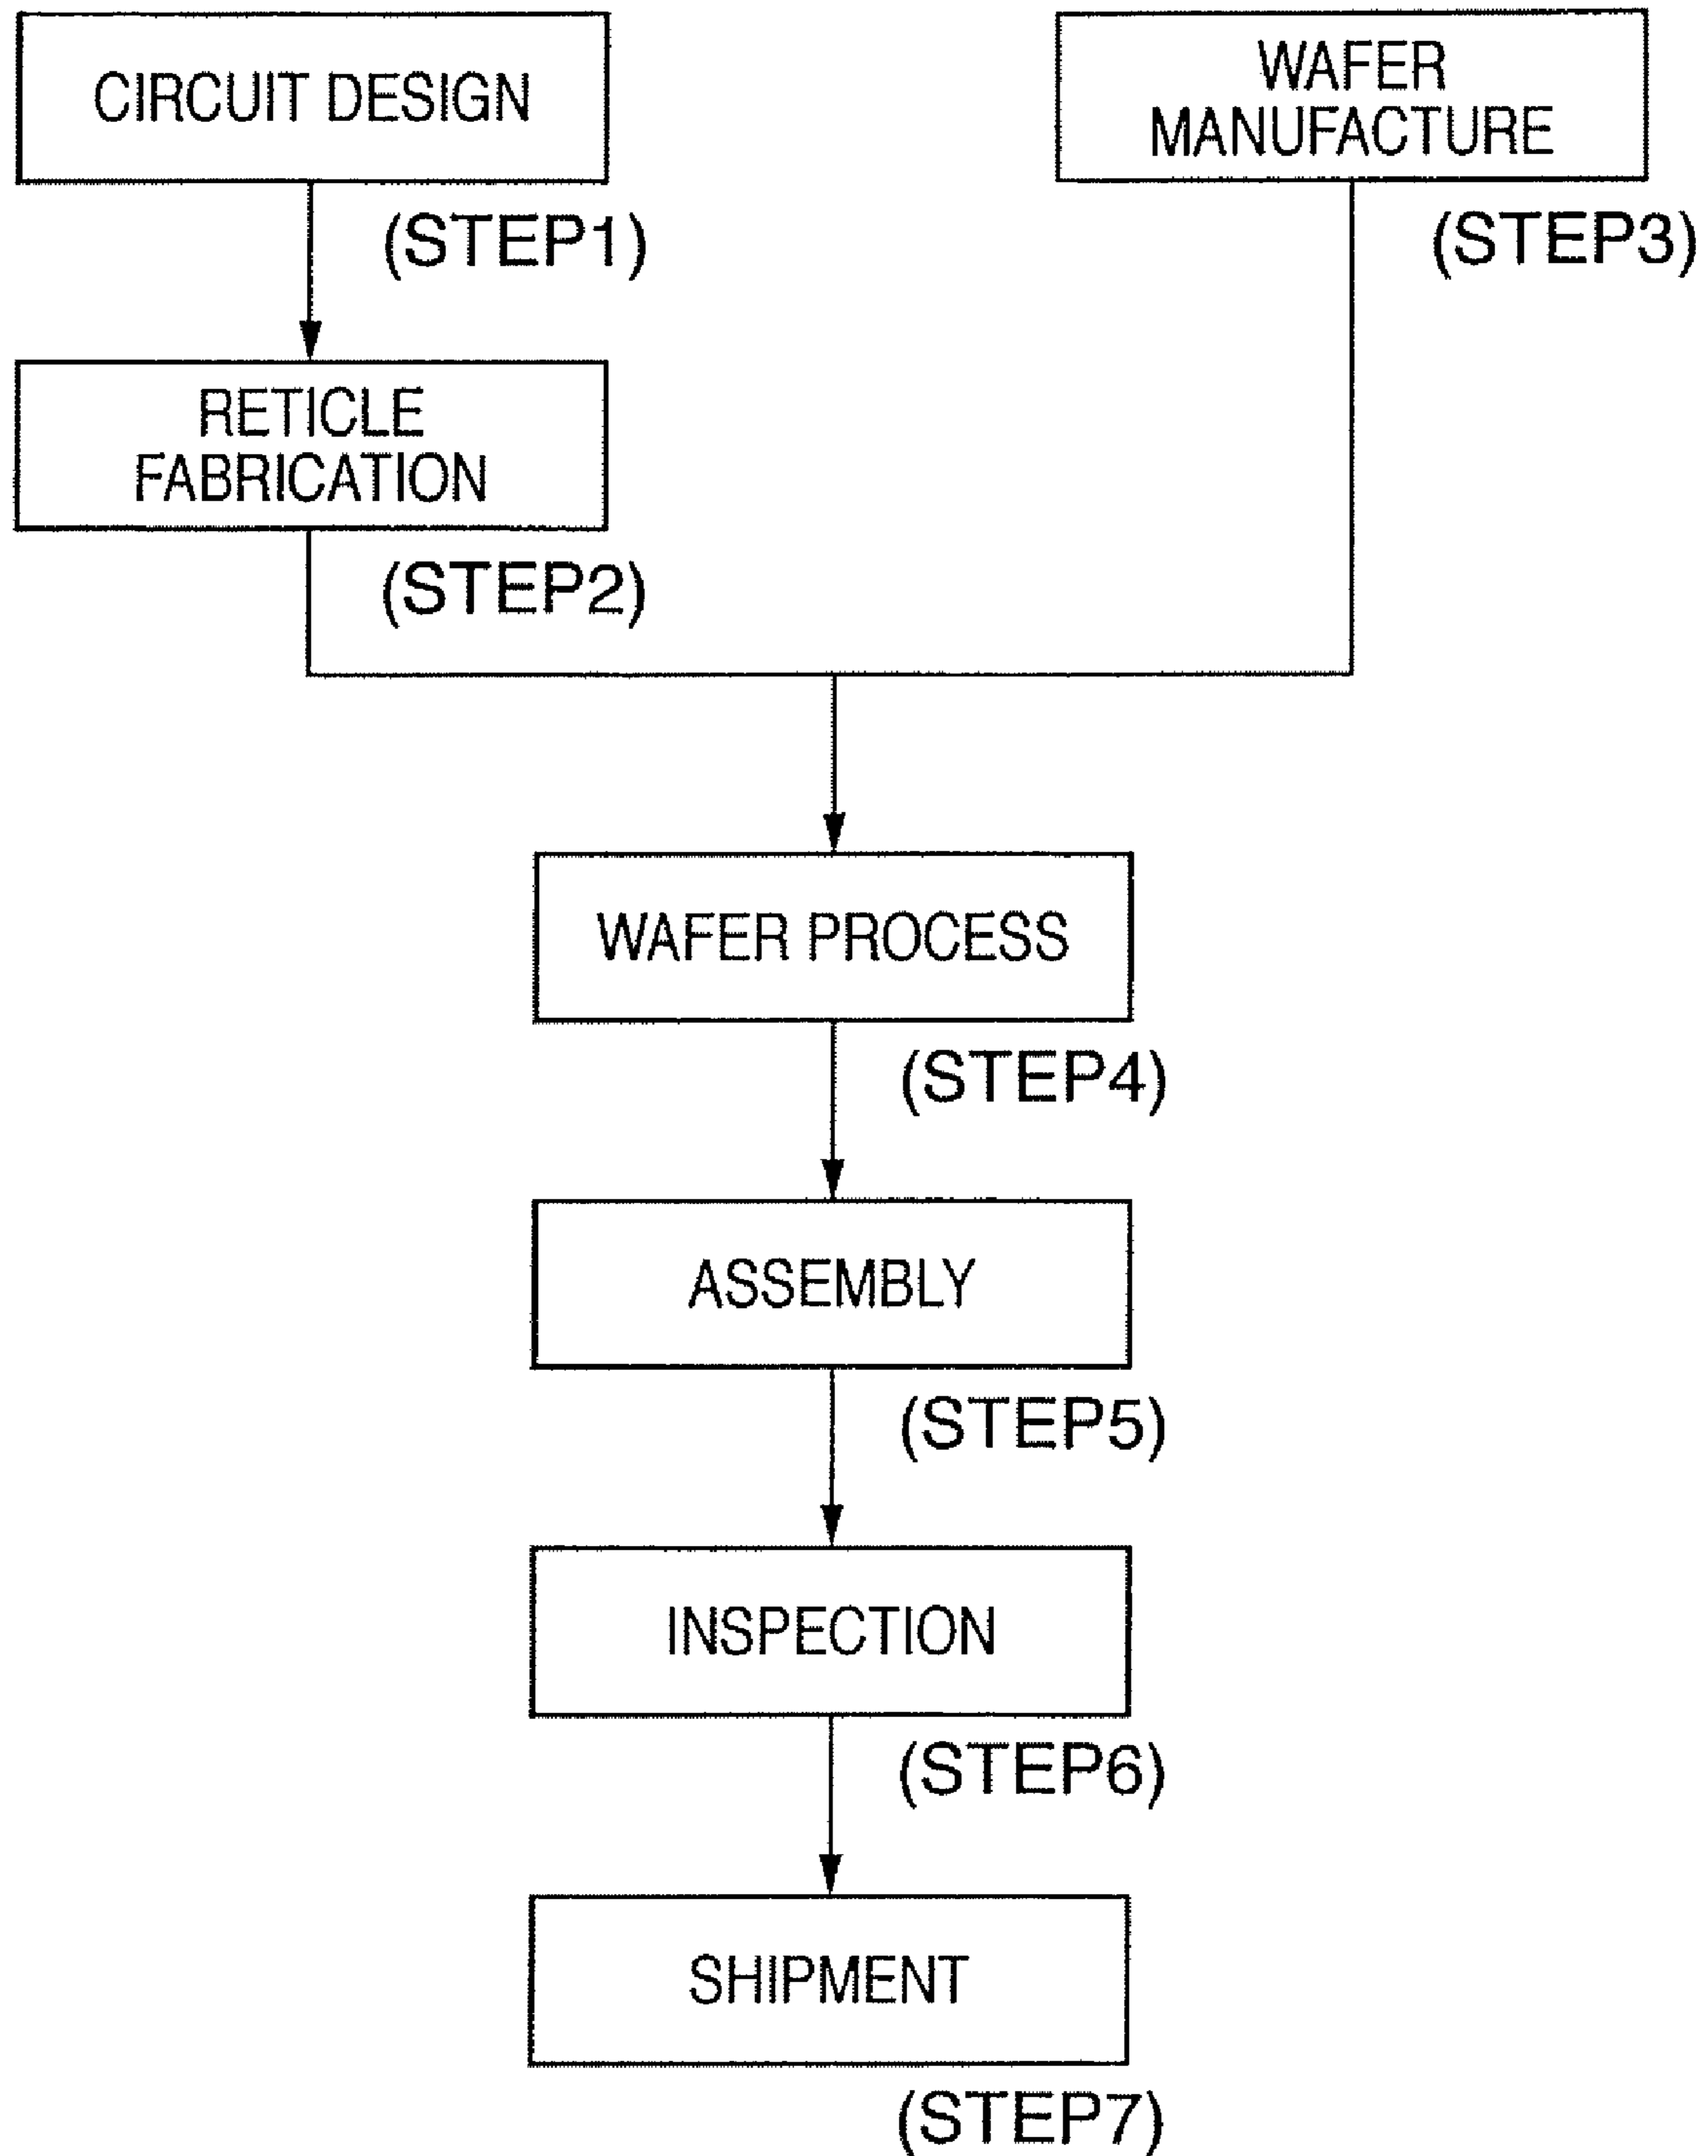 CIRCUIT DESIGN
(STEP1)
WAFER
MANUFACTURE
(STEP3)
RETICLE
FABRICATION
(STEP2)
WAFER PROCESS
(STEP4)
ASSEMBLY
(STEP5)
INSPECTION
(STEP6)
SHIPMENT
(STEP7)